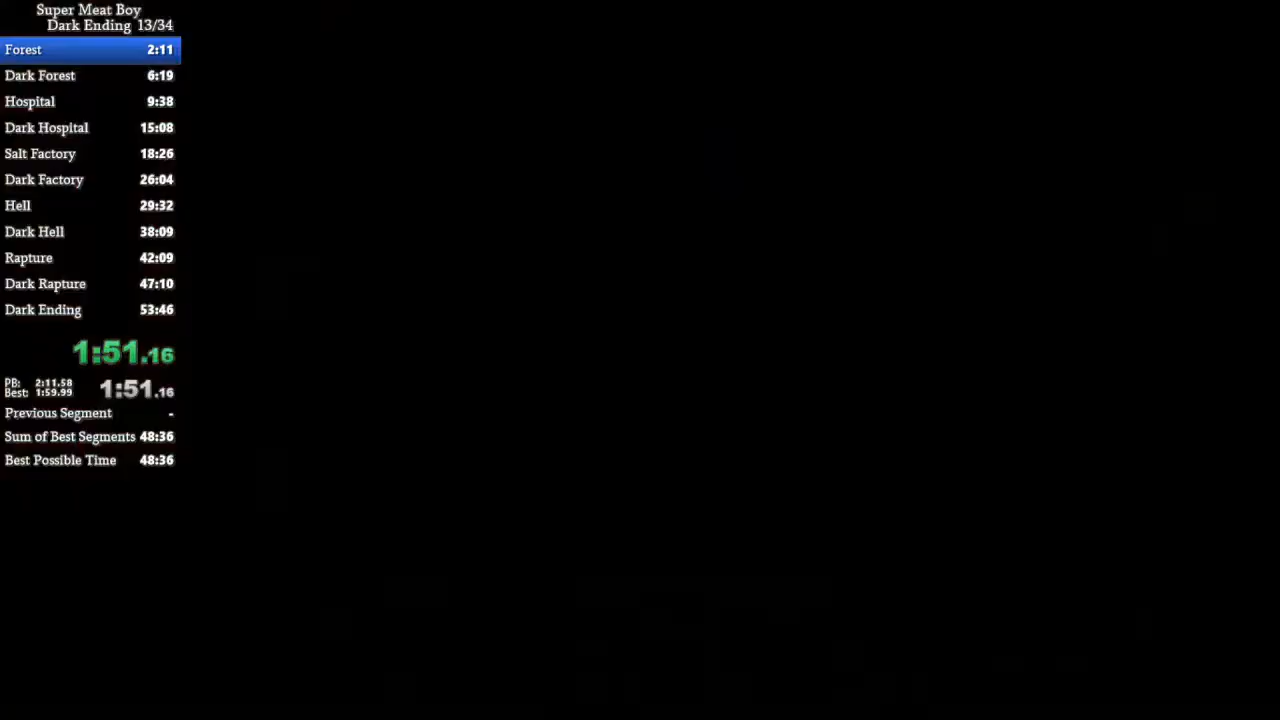 Super Meat Boy
Dark Ending 13/34
Forest 2:11
Dark Forest 6:19
Hospital 9:38
Dark Hospital 15:08
Salt Factory 18:26
Dark Factory 26:04
Hell 29:32
Dark Hell 38:09
Rapture 42:09
Dark Rapture 47:10
Dark Ending 53:46
1:51.16
PB: 2:11.58
Best: 1:59.99
1:51.16
Previous Segment -
Sum of Best Segments 48:36
Best Possible Time 48:36